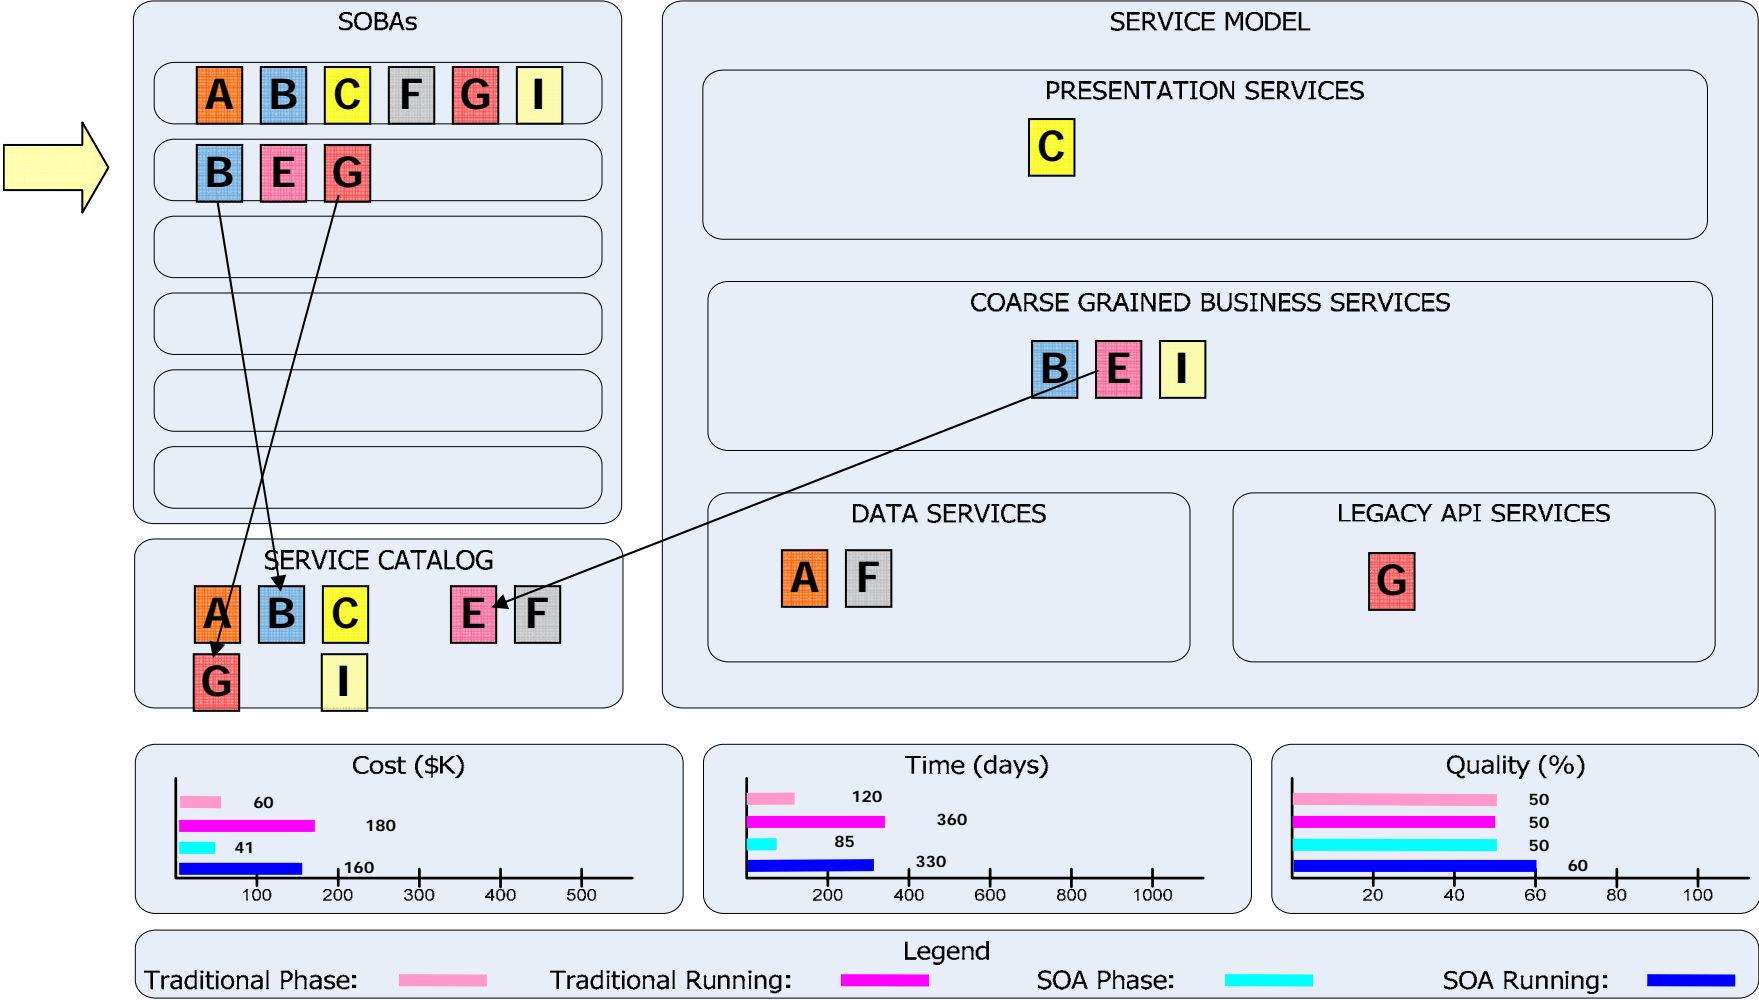 SOBAs
A B C F G I
B E G
SERVICE CATALOG
A B C E F
G I
SERVICE MODEL
PRESENTATION SERVICES
C
COARSE GRAINED BUSINESS SERVICES
B E I
DATA SERVICES
A F
LEGACY API SERVICES
G
Cost ($K)
60
180
41
160
100 200 300 400 500
Time (days)
120
360
85
330
200 400 600 800 1000
Quality (%)
50
50
50
60
20 40 60 80 100
Legend
Traditional Phase: Traditional Running: SOA Phase: SOA Running: